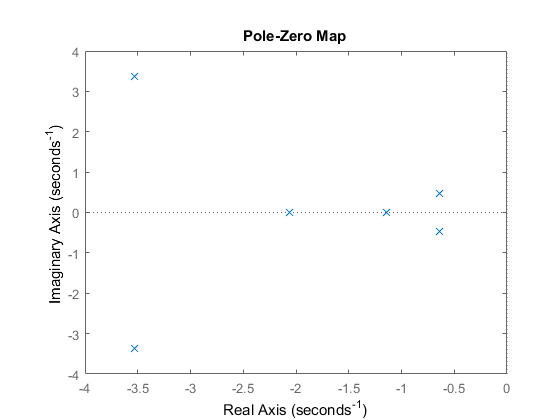 Pole-Zero Map
4
3
2
1
0
-1
-2
-3
-4
Imaginary Axis (seconds⁻¹)
-4 -3.5 -3 -2.5 -2 -1.5 -1 -0.5 0
Real Axis (seconds⁻¹)